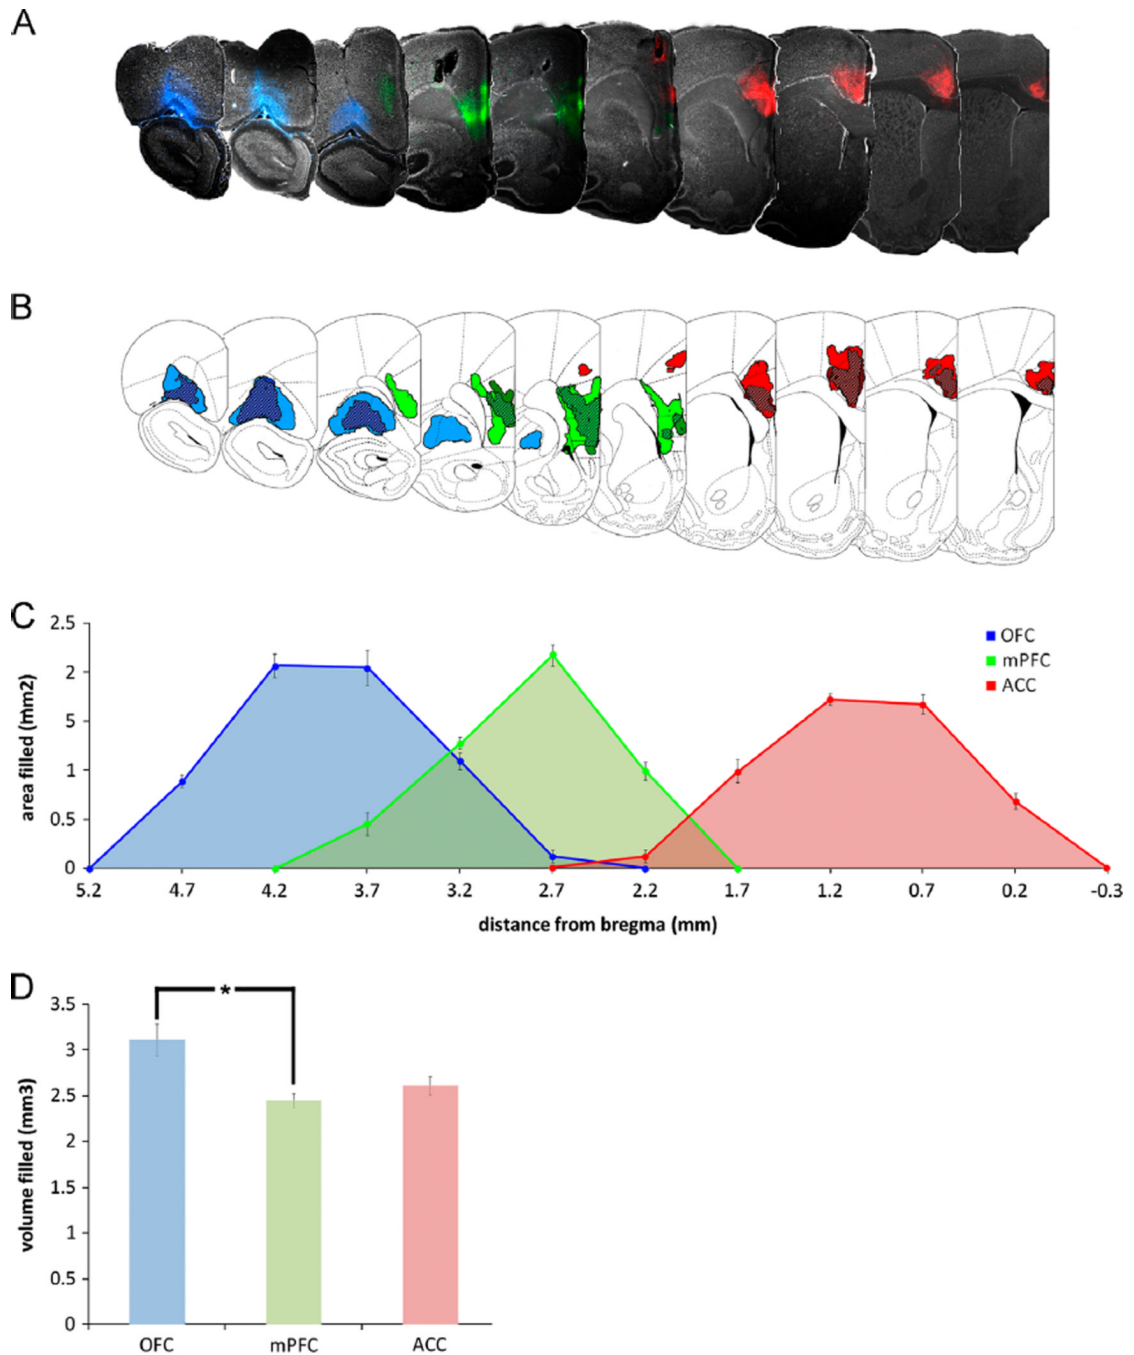 A
B
C
2.5
2
5
1
0.5
0
area filled (mm2)
OFC
mPFC
ACC
5.2 4.7 4.2 3.7 3.2 2.7 2.2 1.7 1.2 0.7 0.2 -0.3
distance from bregma (mm)
D
*
3.5
3
2.5
2
1.5
1
0.5
0
volume filled (mm3)
OFC mPFC ACC